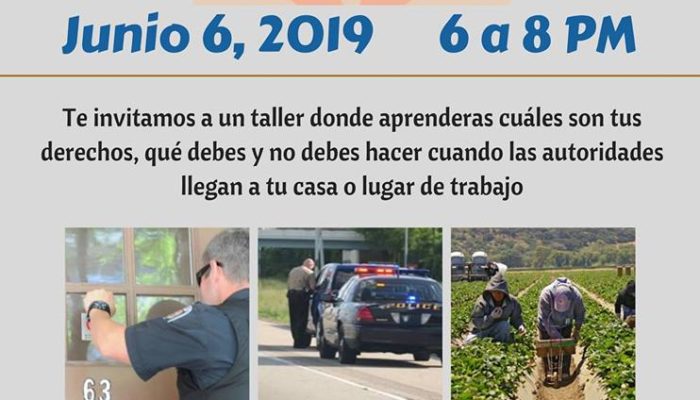 Junio 6, 2019 6 a 8 PM
Te invitamos a un taller donde aprenderas cuáles son tus
derechos, qué debes y no debes hacer cuando las autoridades
llegan a tu casa o lugar de trabajo
63
POLICE